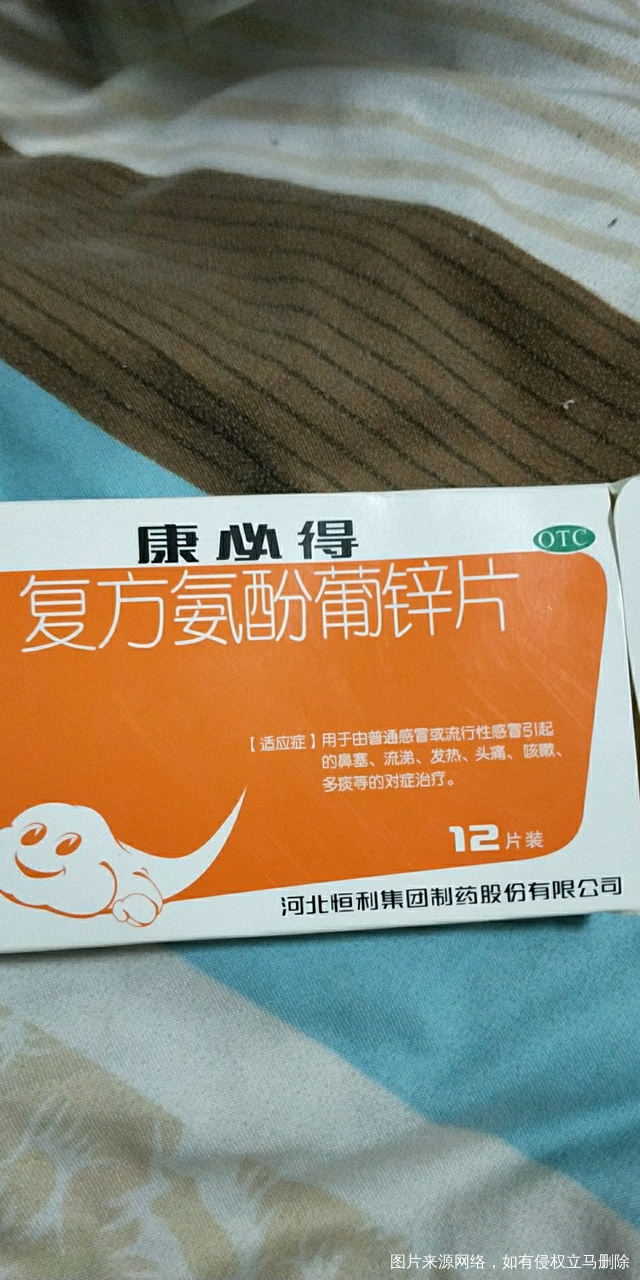 康必得
OTC
复方氨酚葡锌片
【适应症】用于由普通感冒或流行性感冒引起
的鼻塞、流涕、发热、头痛、咳嗽、
多痰等的对症治疗。
12片装
河北恒利集团制药股份有限公司
图片来源网络，如有侵权立马删除